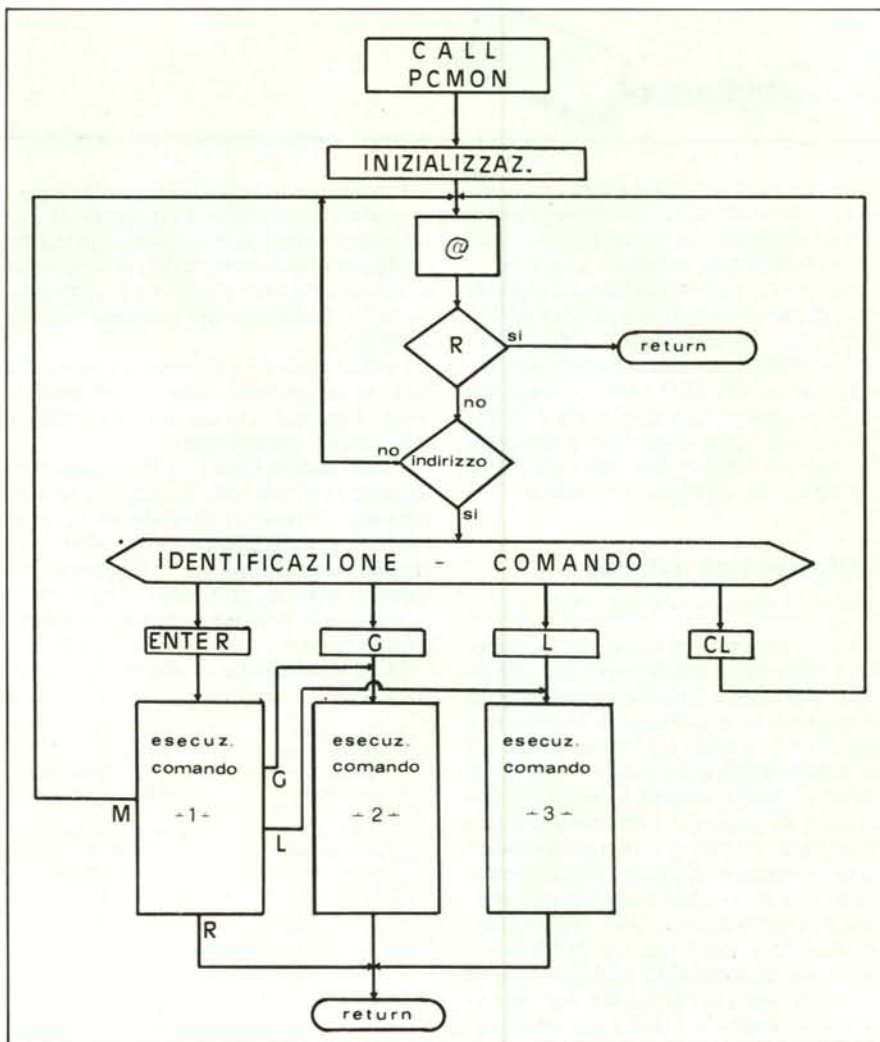 CALL
PCMON
INIZIALIZZAZ.
@
R
si
return
no
no
indirizzo
si
IDENTIFICAZIONE - COMANDO
ENTER
G
L
CL
esecuz.
comando
-1-
esecuz.
comando
-2-
esecuz.
comando
-3-
G
M
L
R
return